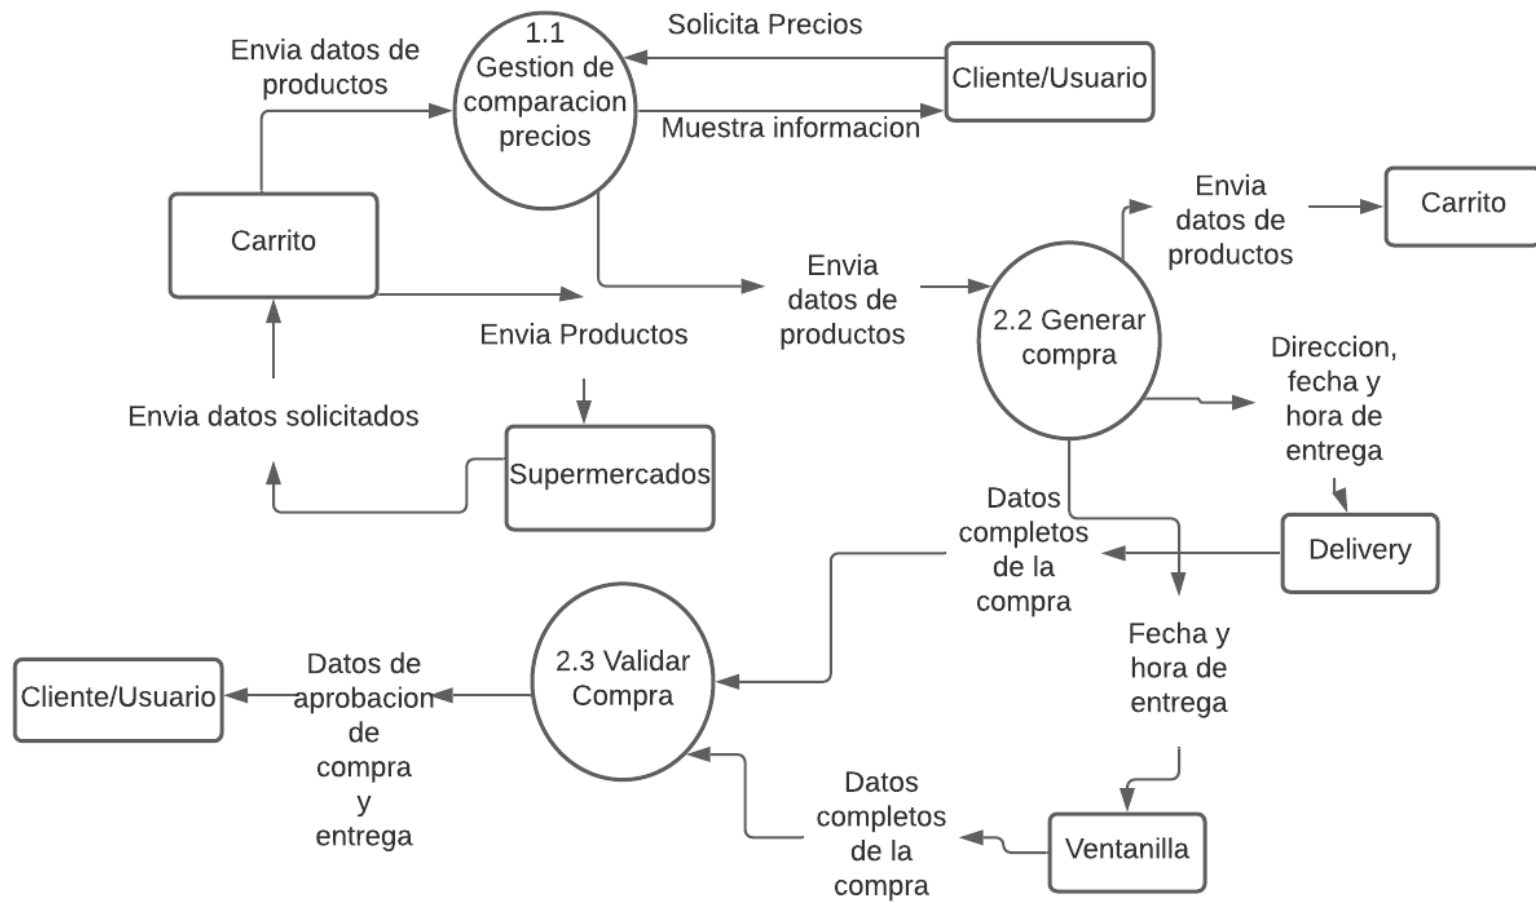 Solicita Precios
Envia datos de
productos
1.1
Gestion de
comparacion
precios
Cliente/Usuario
Muestra informacion
Envia
datos de
productos
Carrito
Carrito
Envia
datos de
productos
2.2 Generar
compra
Envia Productos
Direccion,
fecha y
hora de
entrega
Envia datos solicitados
Supermercados
Datos
completos
de la
compra
Delivery
Fecha y
hora de
entrega
2.3 Validar
Compra
Datos de
aprobacion
de
compra
y
entrega
Cliente/Usuario
Datos
completos
de la
compra
Ventanilla